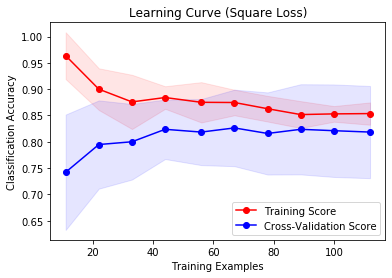 Learning Curve (Square Loss)
Classification Accuracy
1.00
0.95
0.90
0.85
0.80
0.75
0.70
0.65
Training Score
Cross-Validation Score
20
40
60
80
100
Training Examples